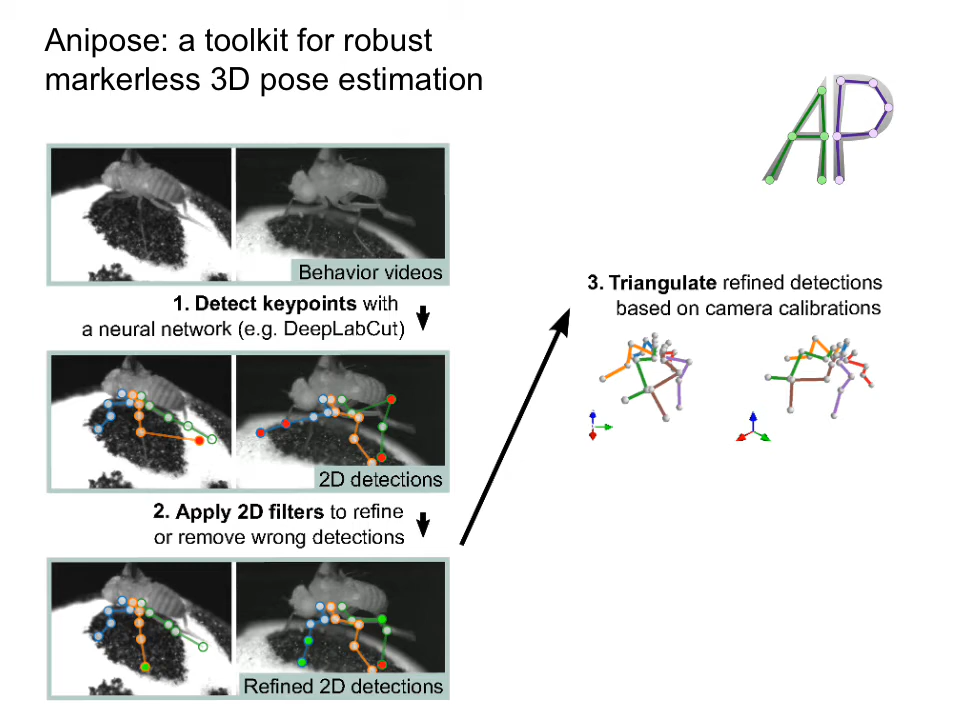 Anipose: a toolkit for robust
markerless 3D pose estimation
AP
Behavior videos
1. Detect keypoints with
a neural network (e.g. DeepLabCut)
2D detections
2. Apply 2D filters to refine
or remove wrong detections
Refined 2D detections
3. Triangulate refined detections
based on camera calibrations